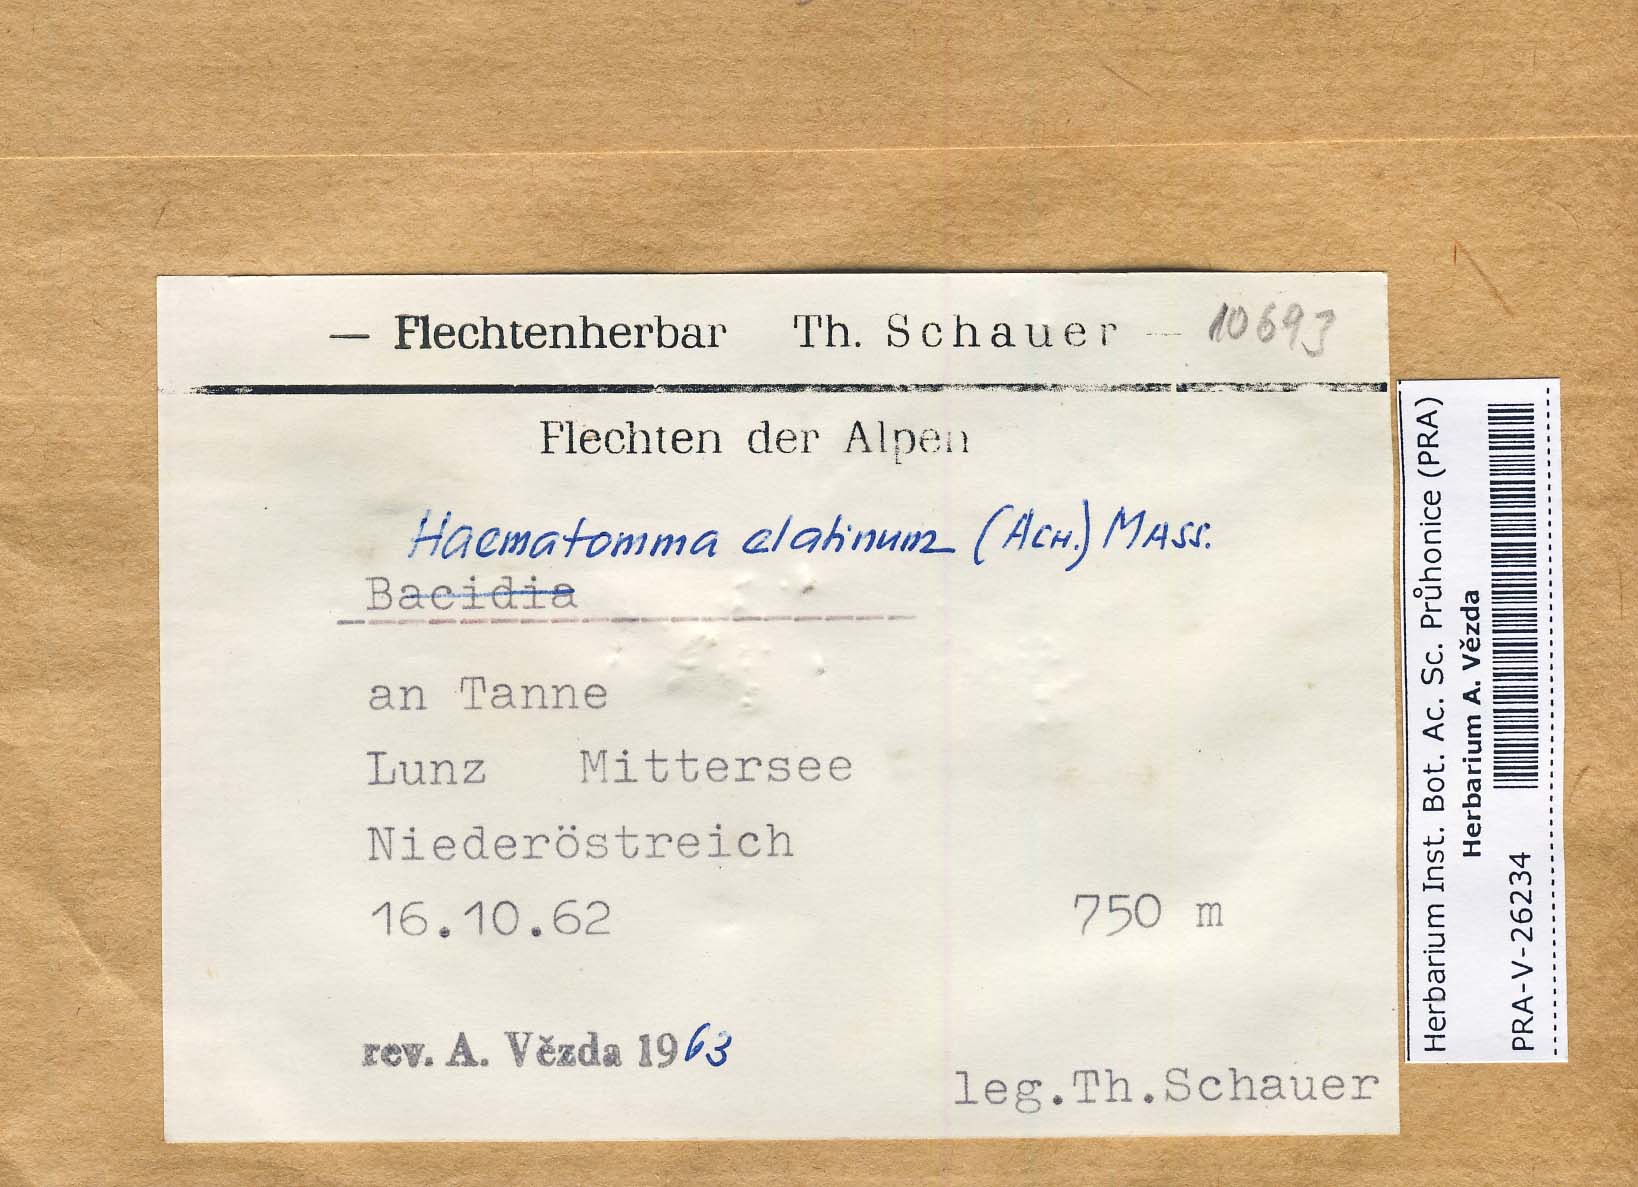 — Flechtenherbar Th. Schauer — 10693
Flechten der Alpen
Haematomma elatinum (Ach.) Mass.
Bacidia
an Tanne
Lunz Mittersee
Niederöstreich
16.10.62 750 m
rev. A. Vězda 1963
leg.Th.Schauer
Herbarium Inst. Bot. Ac. Sc. Průhonice (PRA)
Herbarium A. Vězda
PRA-V-26234